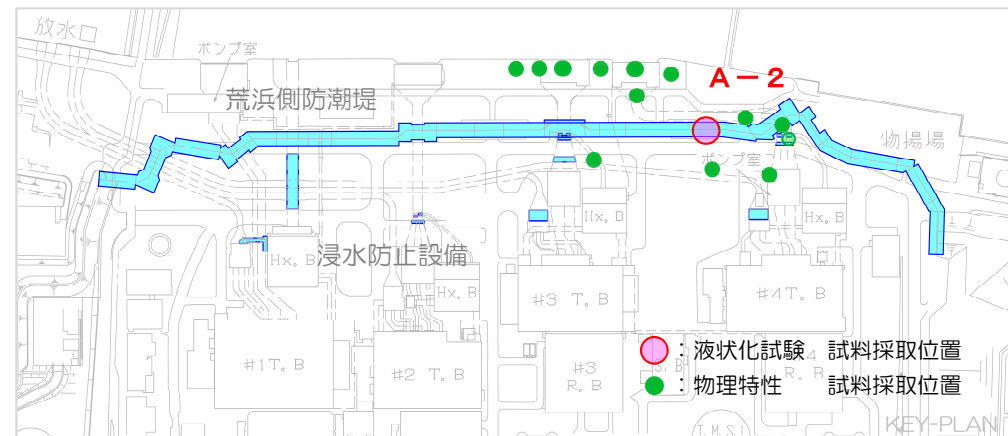 放水口
ポンプ室
荒浜側防潮堤
A-2
物揚場
ポンプ室
Hx。B
Hx。B
Hx。B
浸水防止設備
Hx。B
#3 T。B
#4T。B
#1T。B
#2 T。B
#3
R。B
R。B
:液状化試験 試料採取位置
:物理特性 試料採取位置
T.M.S.
KEY-PLAN